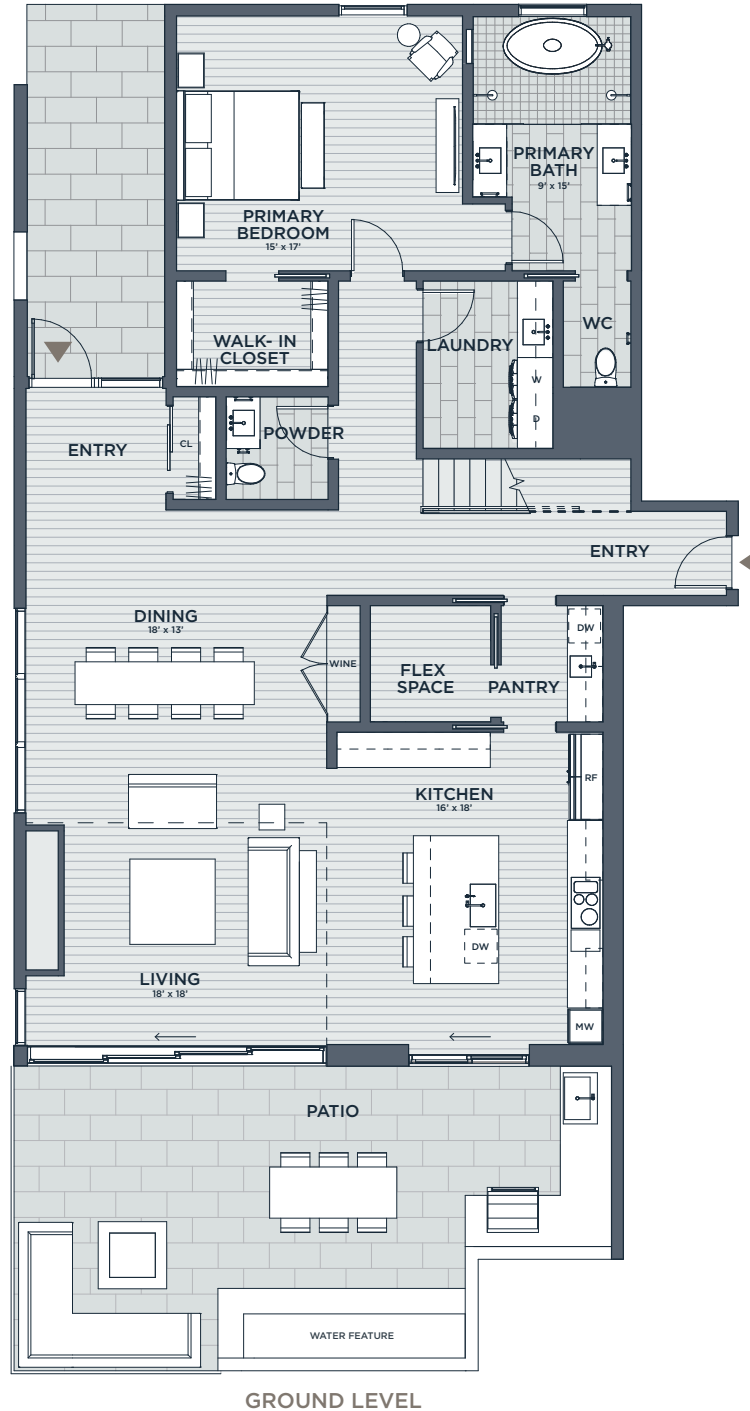 PRIMARY
BATH
9' x 15'
PRIMARY
BEDROOM
15' x 17'
WC
WALK- IN
CLOSET
LAUNDRY
W
D
POWDER
CL
ENTRY
ENTRY
DINING
18' x 13'
WINE
FLEX
SPACE
PANTRY
DW
RF
KITCHEN
16' x 18'
DW
LIVING
18' x 18'
MW
PATIO
WATER FEATURE
GROUND LEVEL